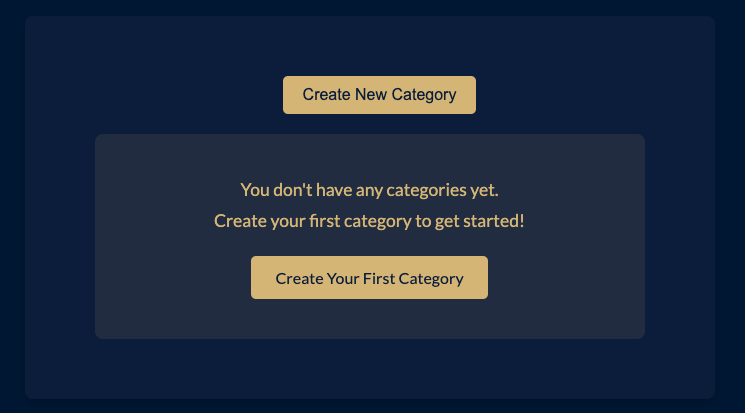 Create New Category
You don't have any categories yet.
Create your first category to get started!
Create Your First Category